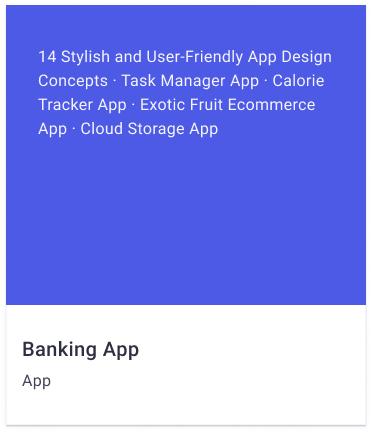 14 Stylish and User-Friendly App Design
Concepts · Task Manager App · Calorie
Tracker App · Exotic Fruit Ecommerce
App · Cloud Storage App
Banking App
App